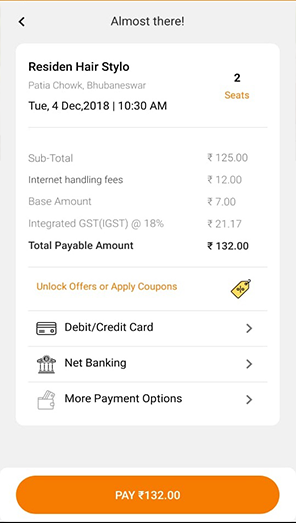 Almost there!
Residen Hair Stylo
Patia Chowk, Bhubaneswar
Tue, 4 Dec,2018 | 10:30 AM
2
Seats
Sub-Total ₹ 125.00
Internet handling fees ₹ 12.00
Base Amount ₹ 7.00
Integrated GST(IGST) @ 18% ₹ 21.17
Total Payable Amount ₹ 132.00
Unlock Offers or Apply Coupons
Debit/Credit Card
Net Banking
More Payment Options
PAY ₹132.00